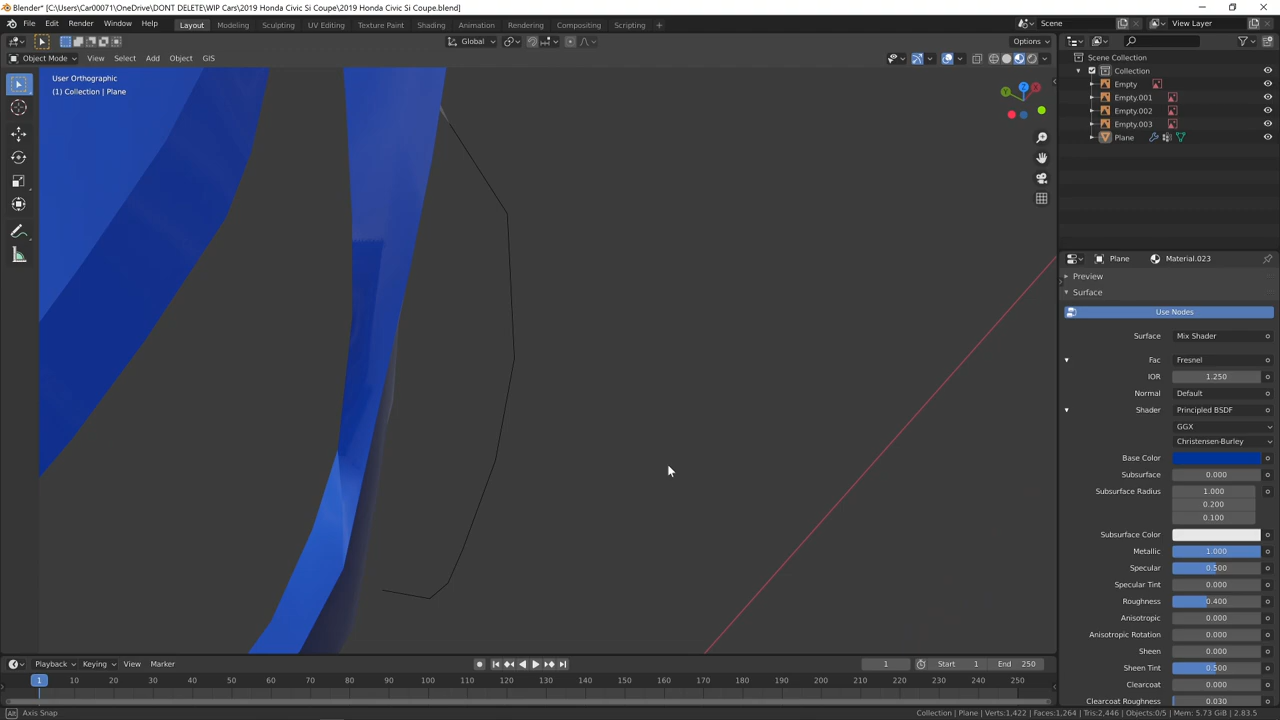 Blender* [C:\Users\Car00071\OneDrive\DONT DELETE\WIP Cars\2019 Honda Civic Si Coupe\2019 Honda Civic Si Coupe.blend]
File Edit Render Window Help Layout Modeling Sculpting UV Editing Texture Paint Shading Animation Rendering Compositing Scripting + Scene View Layer
Global Options
Object Mode View Select Add Object GIS
User Orthographic
(1) Collection | Plane
Z
Y
X
Scene Collection
Collection
Empty
Empty.001
Empty.002
Empty.003
Plane
Plane Material.023
Preview
Surface
Use Nodes
Surface Mix Shader
Fac Fresnel
IOR 1.250
Normal Default
Shader Principled BSDF
GGX
Christensen-Burley
Base Color
Subsurface 0.000
Subsurface Radius 1.000
0.200
0.100
Subsurface Color
Metallic 1.000
Specular 0.500
Specular Tint 0.000
Roughness 0.400
Anisotropic 0.000
Anisotropic Rotation 0.000
Sheen 0.000
Sheen Tint 0.500
Clearcoat 0.000
Clearcoat Roughness 0.030
Playback Keying View Marker 1 Start 1 End 250
1 10 20 30 40 50 60 70 80 90 100 110 120 130 140 150 160 170 180 190 200 210 220 230 240 250
Axis Snap Collection | Plane | Verts:1,422 | Faces:1,264 | Tris:2,446 | Objects:0/5 | Mem: 5.73 GiB | 2.83.5